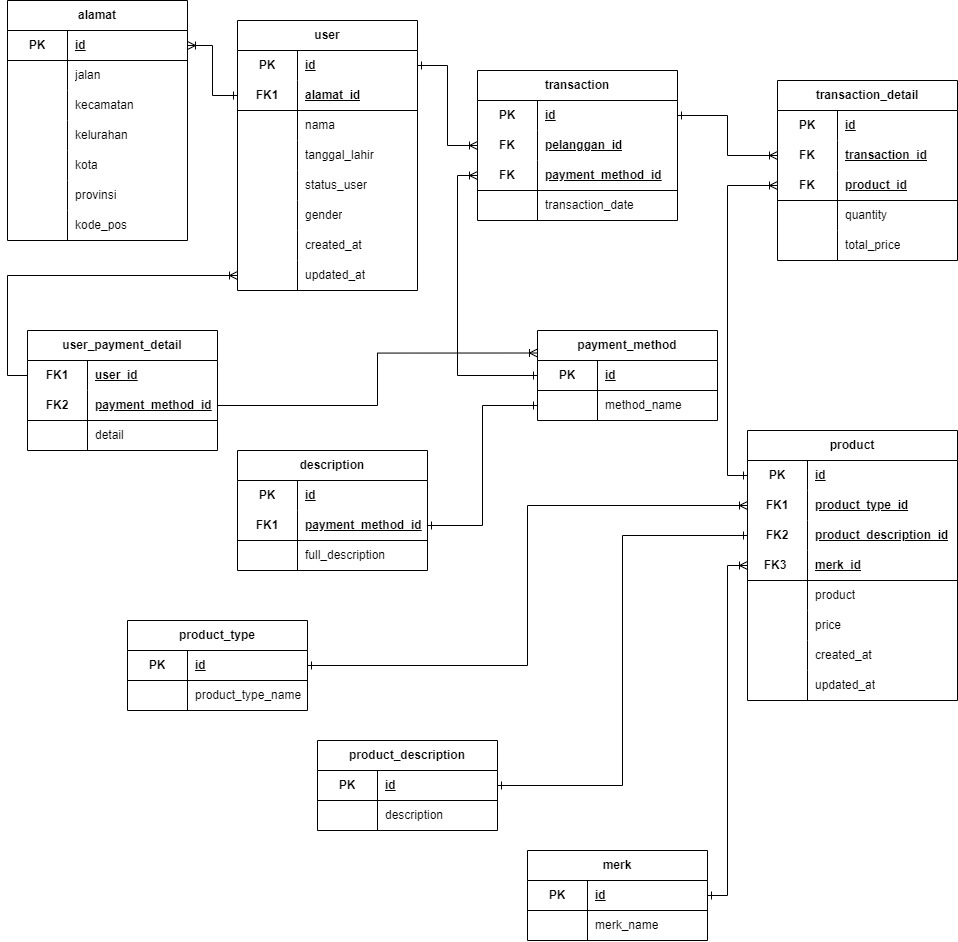 alamat
PK id
jalan
kecamatan
kelurahan
kota
provinsi
kode_pos
user
PK id
FK1 alamat_id
nama
tanggal_lahir
status_user
gender
created_at
updated_at
transaction
PK id
FK pelanggan_id
FK payment_method_id
transaction_date
transaction_detail
PK id
FK transaction_id
FK product_id
quantity
total_price
user_payment_detail
FK1 user_id
FK2 payment_method_id
detail
payment_method
PK id
method_name
description
PK id
FK1 payment_method_id
full_description
product
PK id
FK1 product_type_id
FK2 product_description_id
FK3 merk_id
product
price
created_at
updated_at
product_type
PK id
product_type_name
product_description
PK id
description
merk
PK id
merk_name